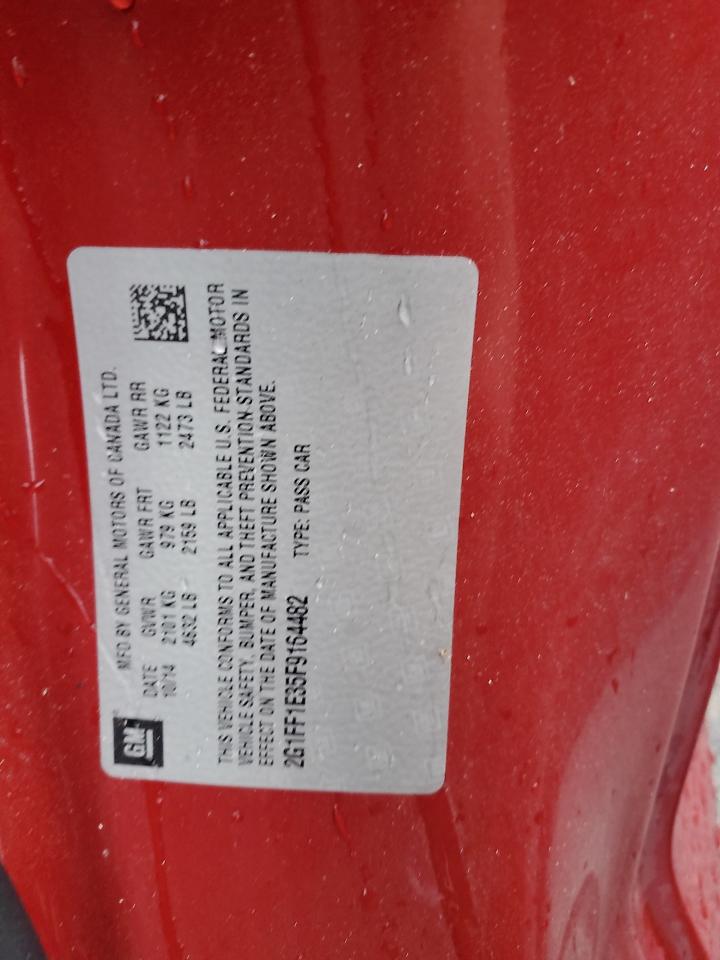 GM
MFD BY GENERAL MOTORS OF CANADA LTD.
DATE GVWR GAWR FRT GAWR RR
10/14 2101 KG 979 KG 1122 KG
4632 LB 2159 LB 2473 LB
THIS VEHICLE CONFORMS TO ALL APPLICABLE U.S. FEDERAL MOTOR
VEHICLE SAFETY, BUMPER, AND THEFT PREVENTION STANDARDS IN
EFFECT ON THE DATE OF MANUFACTURE SHOWN ABOVE.
2G1FF1E35F9164482 TYPE: PASS CAR